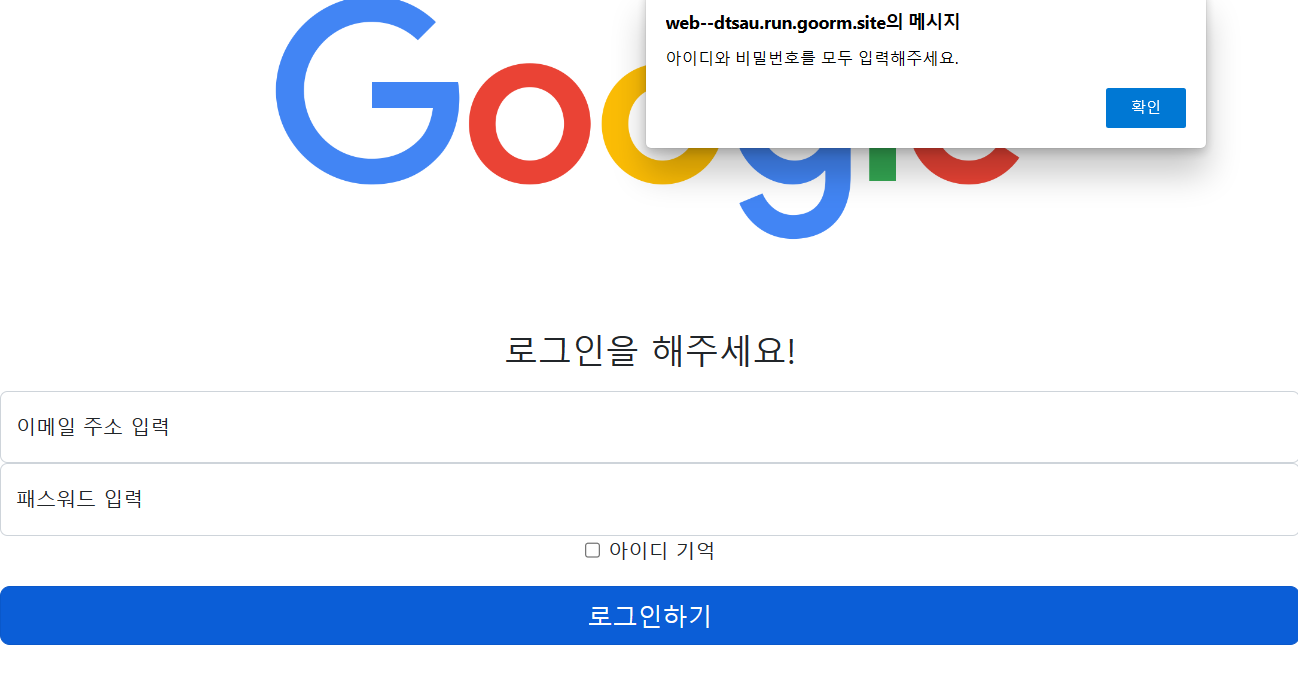 web--dtsau.run.goorm.site의 메시지
아이디와 비밀번호를 모두 입력해주세요.
확인
Google
로그인을 해주세요!
이메일 주소 입력
패스워드 입력
아이디 기억
로그인하기